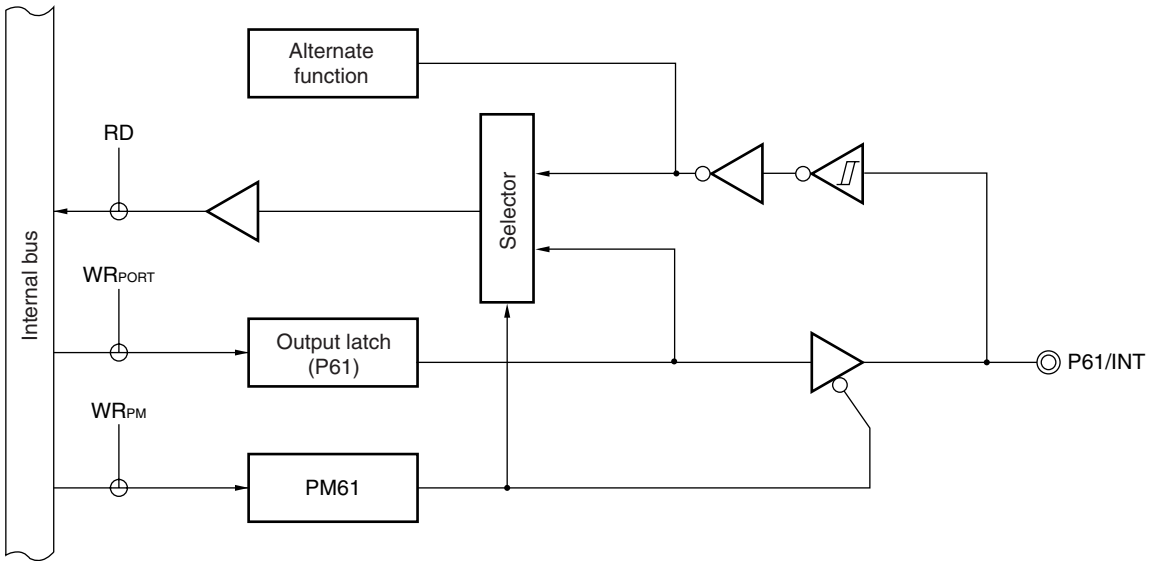 Alternate
function
RD
Selector
Internal bus
WRPORT
Output latch
(P61)
P61/INT
WRPM
PM61